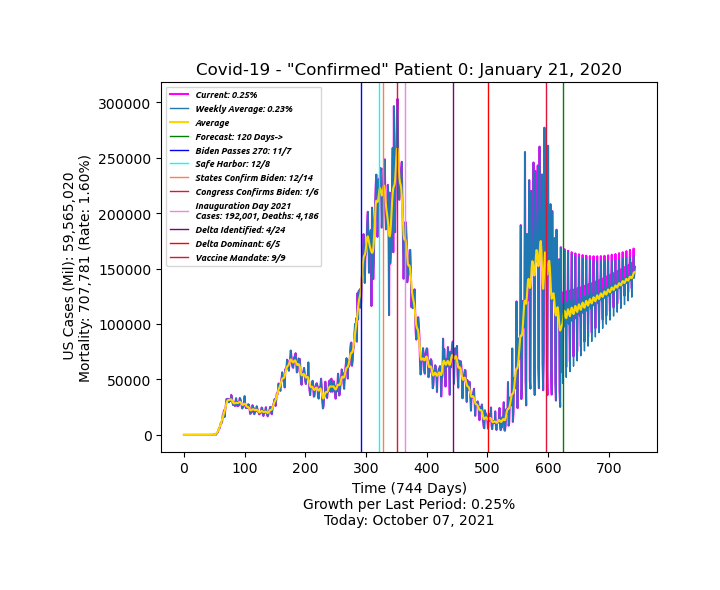 Covid-19 - "Confirmed" Patient 0: January 21, 2020
300000
250000
200000
150000
100000
50000
0
US Cases (Mil): 59,565,020
Mortality: 707,781 (Rate: 1.60%)
Current: 0.25%
Weekly Average: 0.23%
Average
Forecast: 120 Days->
Biden Passes 270: 11/7
Safe Harbor: 12/8
States Confirm Biden: 12/14
Congress Confirms Biden: 1/6
Inauguration Day 2021
Cases: 192,001, Deaths: 4,186
Delta Identified: 4/24
Delta Dominant: 6/5
Vaccine Mandate: 9/9
0 100 200 300 400 500 600 700
Time (744 Days)
Growth per Last Period: 0.25%
Today: October 07, 2021